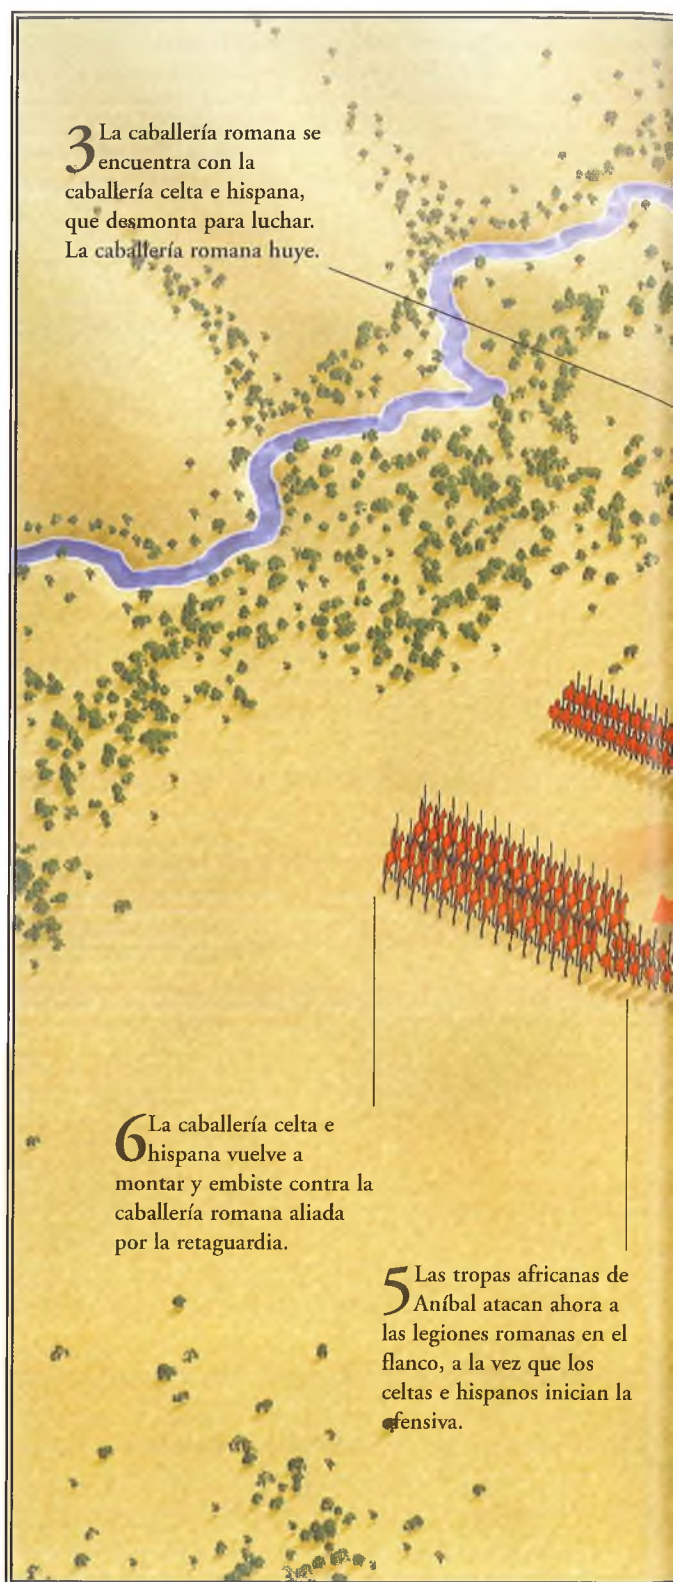 3 La caballería romana se
encuentra con la
caballería celta e hispana,
que desmonta para luchar.
La caballería romana huye.
6 La caballería celta e
hispana vuelve a
montar y embiste contra la
caballería romana aliada
por la retaguardia.
5 Las tropas africanas de
Aníbal atacan ahora a
las legiones romanas en el
flanco, a la vez que los
celtas e hispanos inician la
ofensiva.